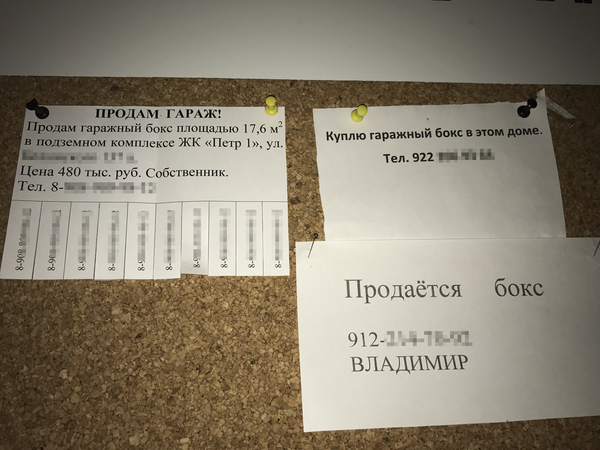 ПРОДАМ ГАРАЖ!
Продам гаражный бокс площадью 17,6 м²
в подземном комплексе ЖК «Петр 1», ул.
Цена 480 тыс. руб. Собственник.
Тел. 8-
Куплю гаражный бокс в этом доме.
Тел. 922
Продаётся бокс
912-
ВЛАДИМИР